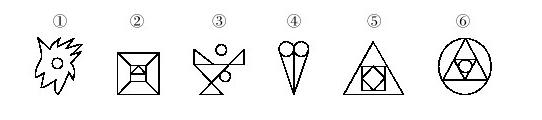 ① ② ③ ④ ⑤ ⑥